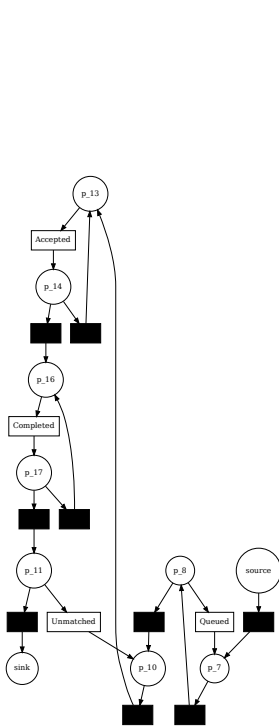 p_13
Accepted
p_14
p_16
Completed
p_17
p_11
p_8
source
Unmatched
Queued
sink
p_10
p_7